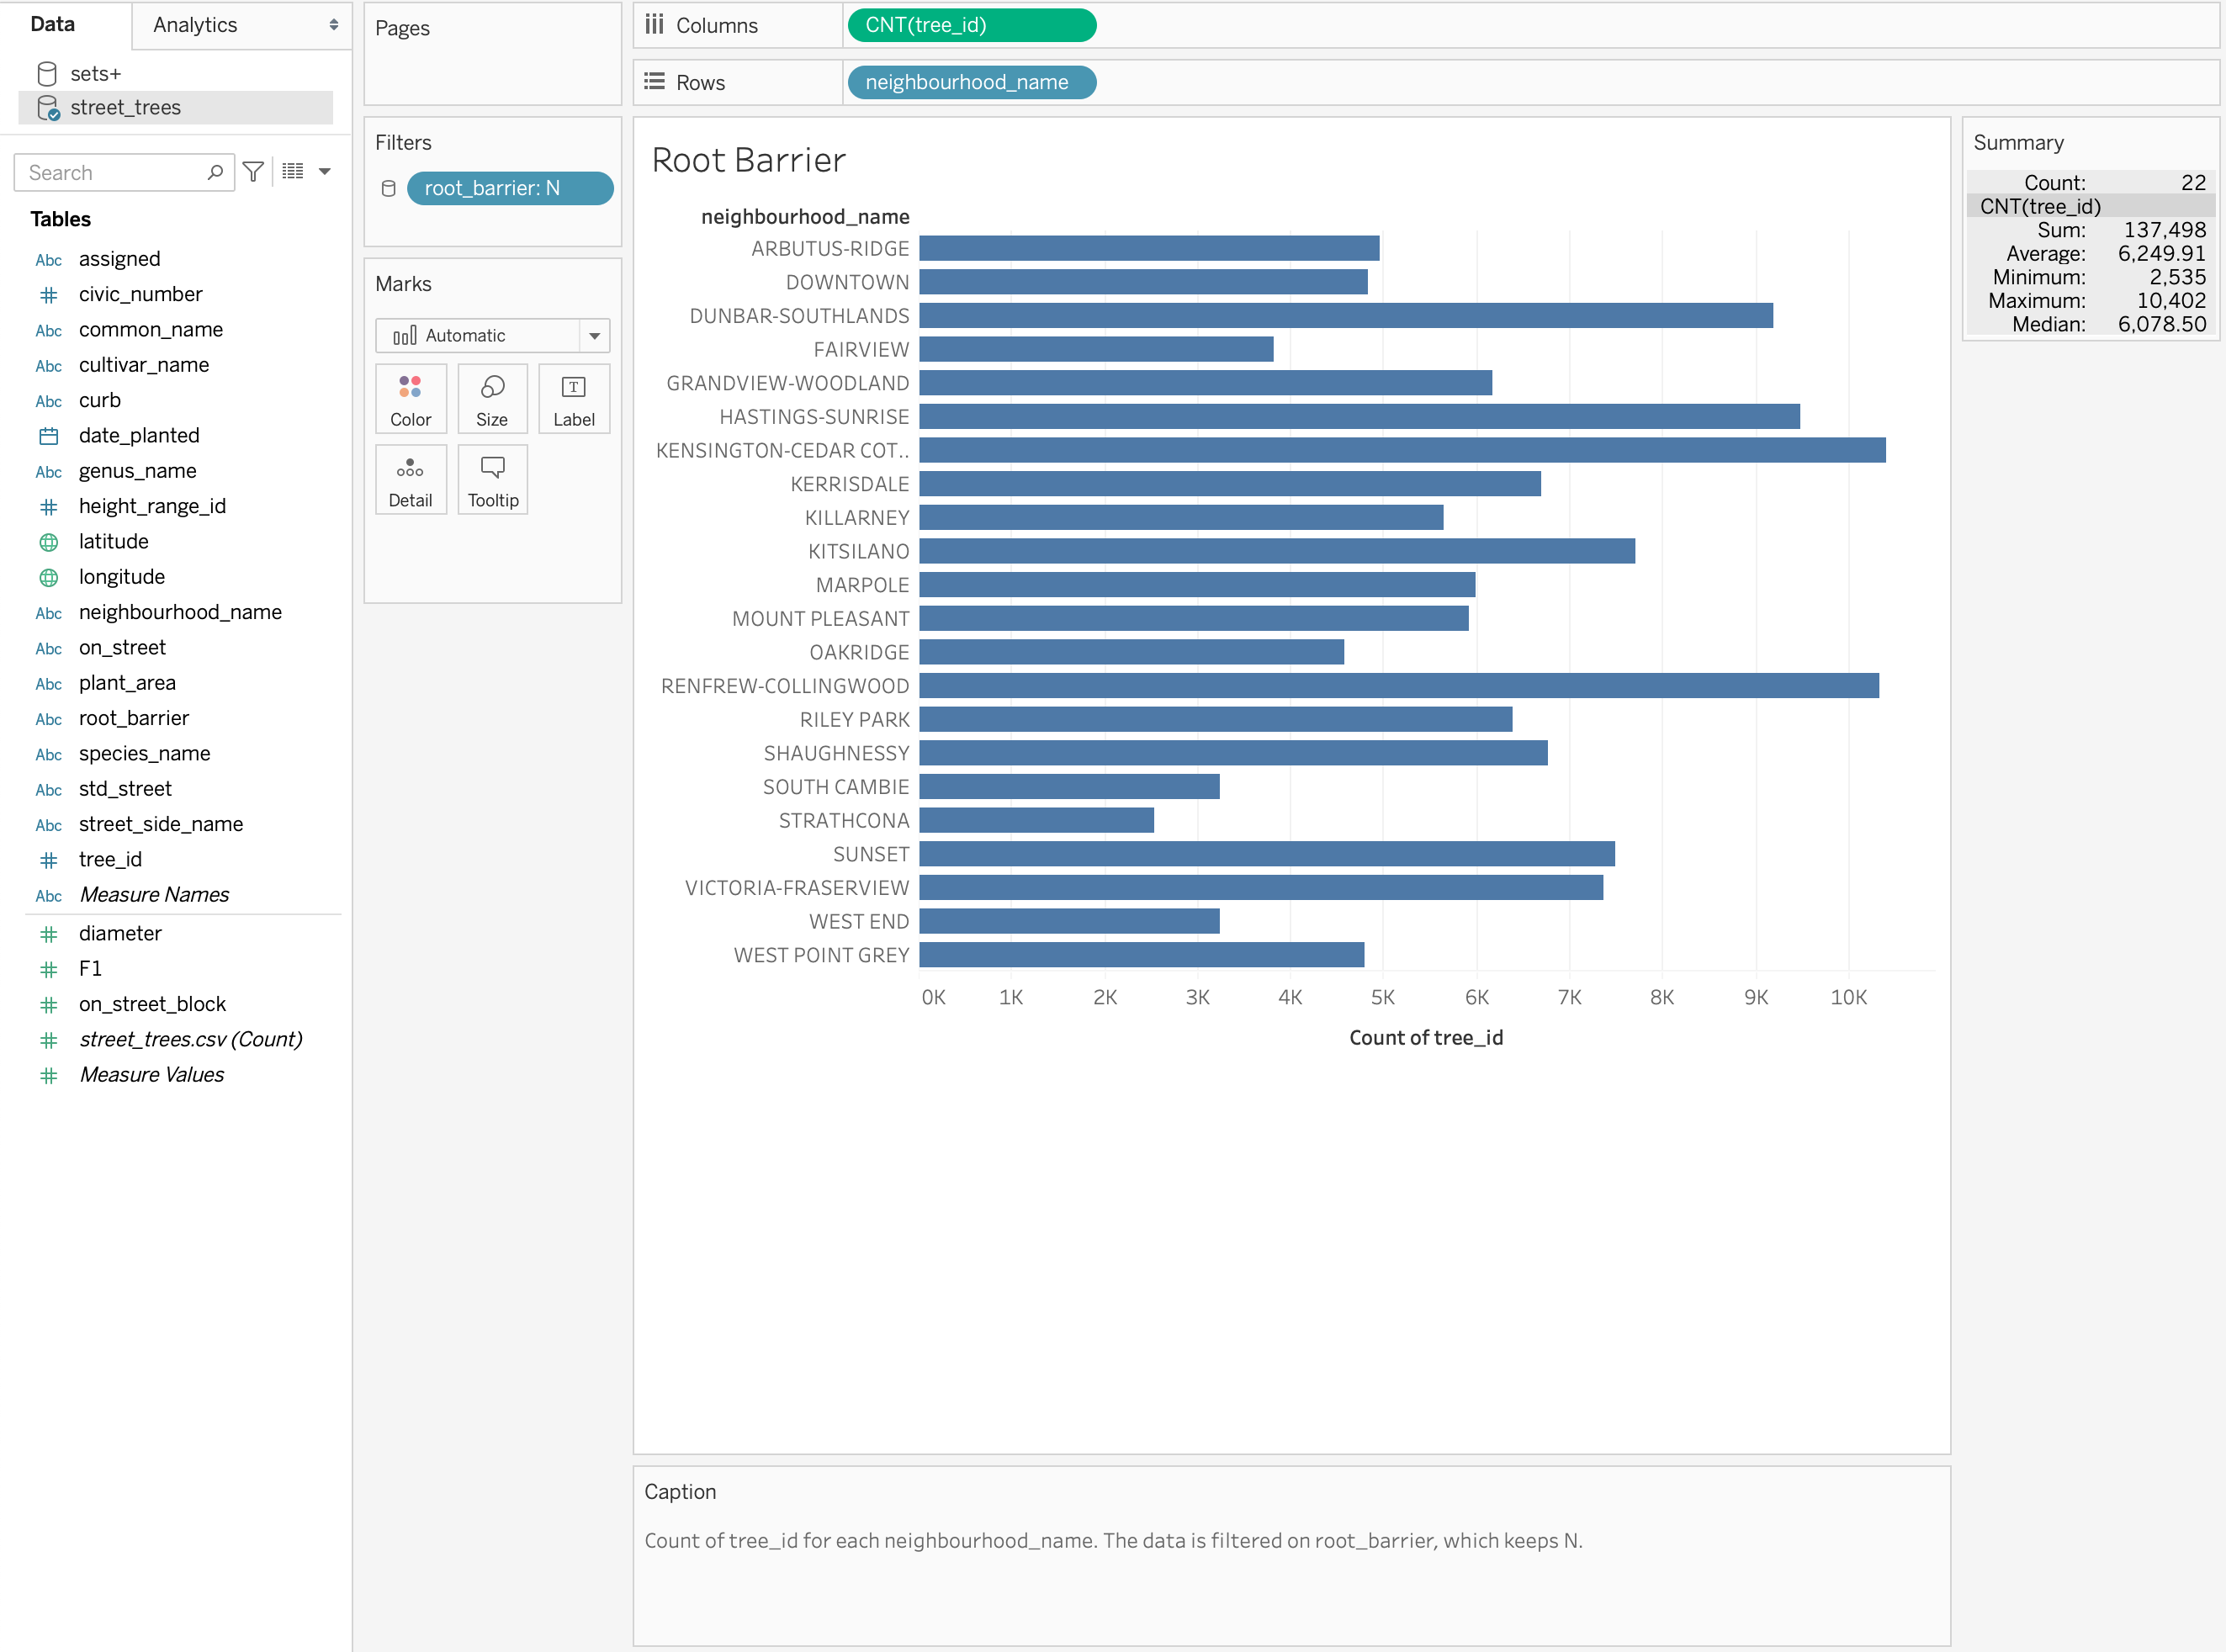 Data
Analytics
sets+
street_trees
Search
Tables
Abc assigned
civic_number
Abc common_name
Abc cultivar_name
Abc curb
date_planted
Abc genus_name
height_range_id
latitude
longitude
Abc neighbourhood_name
Abc on_street
Abc plant_area
Abc root_barrier
Abc species_name
Abc std_street
Abc street_side_name
tree_id
Abc Measure Names
diameter
F1
on_street_block
street_trees.csv (Count)
Measure Values
Pages
Filters
root_barrier: N
Marks
Automatic
Color Size Label
Detail Tooltip
Columns CNT(tree_id)
Rows neighbourhood_name
Root Barrier
neighbourhood_name
ARBUTUS-RIDGE
DOWNTOWN
DUNBAR-SOUTHLANDS
FAIRVIEW
GRANDVIEW-WOODLAND
HASTINGS-SUNRISE
KENSINGTON-CEDAR COT..
KERRISDALE
KILLARNEY
KITSILANO
MARPOLE
MOUNT PLEASANT
OAKRIDGE
RENFREW-COLLINGWOOD
RILEY PARK
SHAUGHNESSY
SOUTH CAMBIE
STRATHCONA
SUNSET
VICTORIA-FRASERVIEW
WEST END
WEST POINT GREY
0K 1K 2K 3K 4K 5K 6K 7K 8K 9K 10K
Count of tree_id
Caption
Count of tree_id for each neighbourhood_name. The data is filtered on root_barrier, which keeps N.
Summary
Count: 22
CNT(tree_id)
Sum: 137,498
Average: 6,249.91
Minimum: 2,535
Maximum: 10,402
Median: 6,078.50